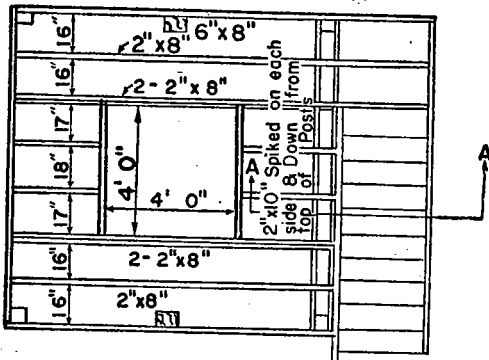 16"
6"x8"
2"x8"
16"
2-2"x8"
17"
18"
17"
4' 0"
4' 0"
2"x10" Spiked on each
side & Down from
top of Posts
A
A
16"
2-2"x8"
16"
2"x8"